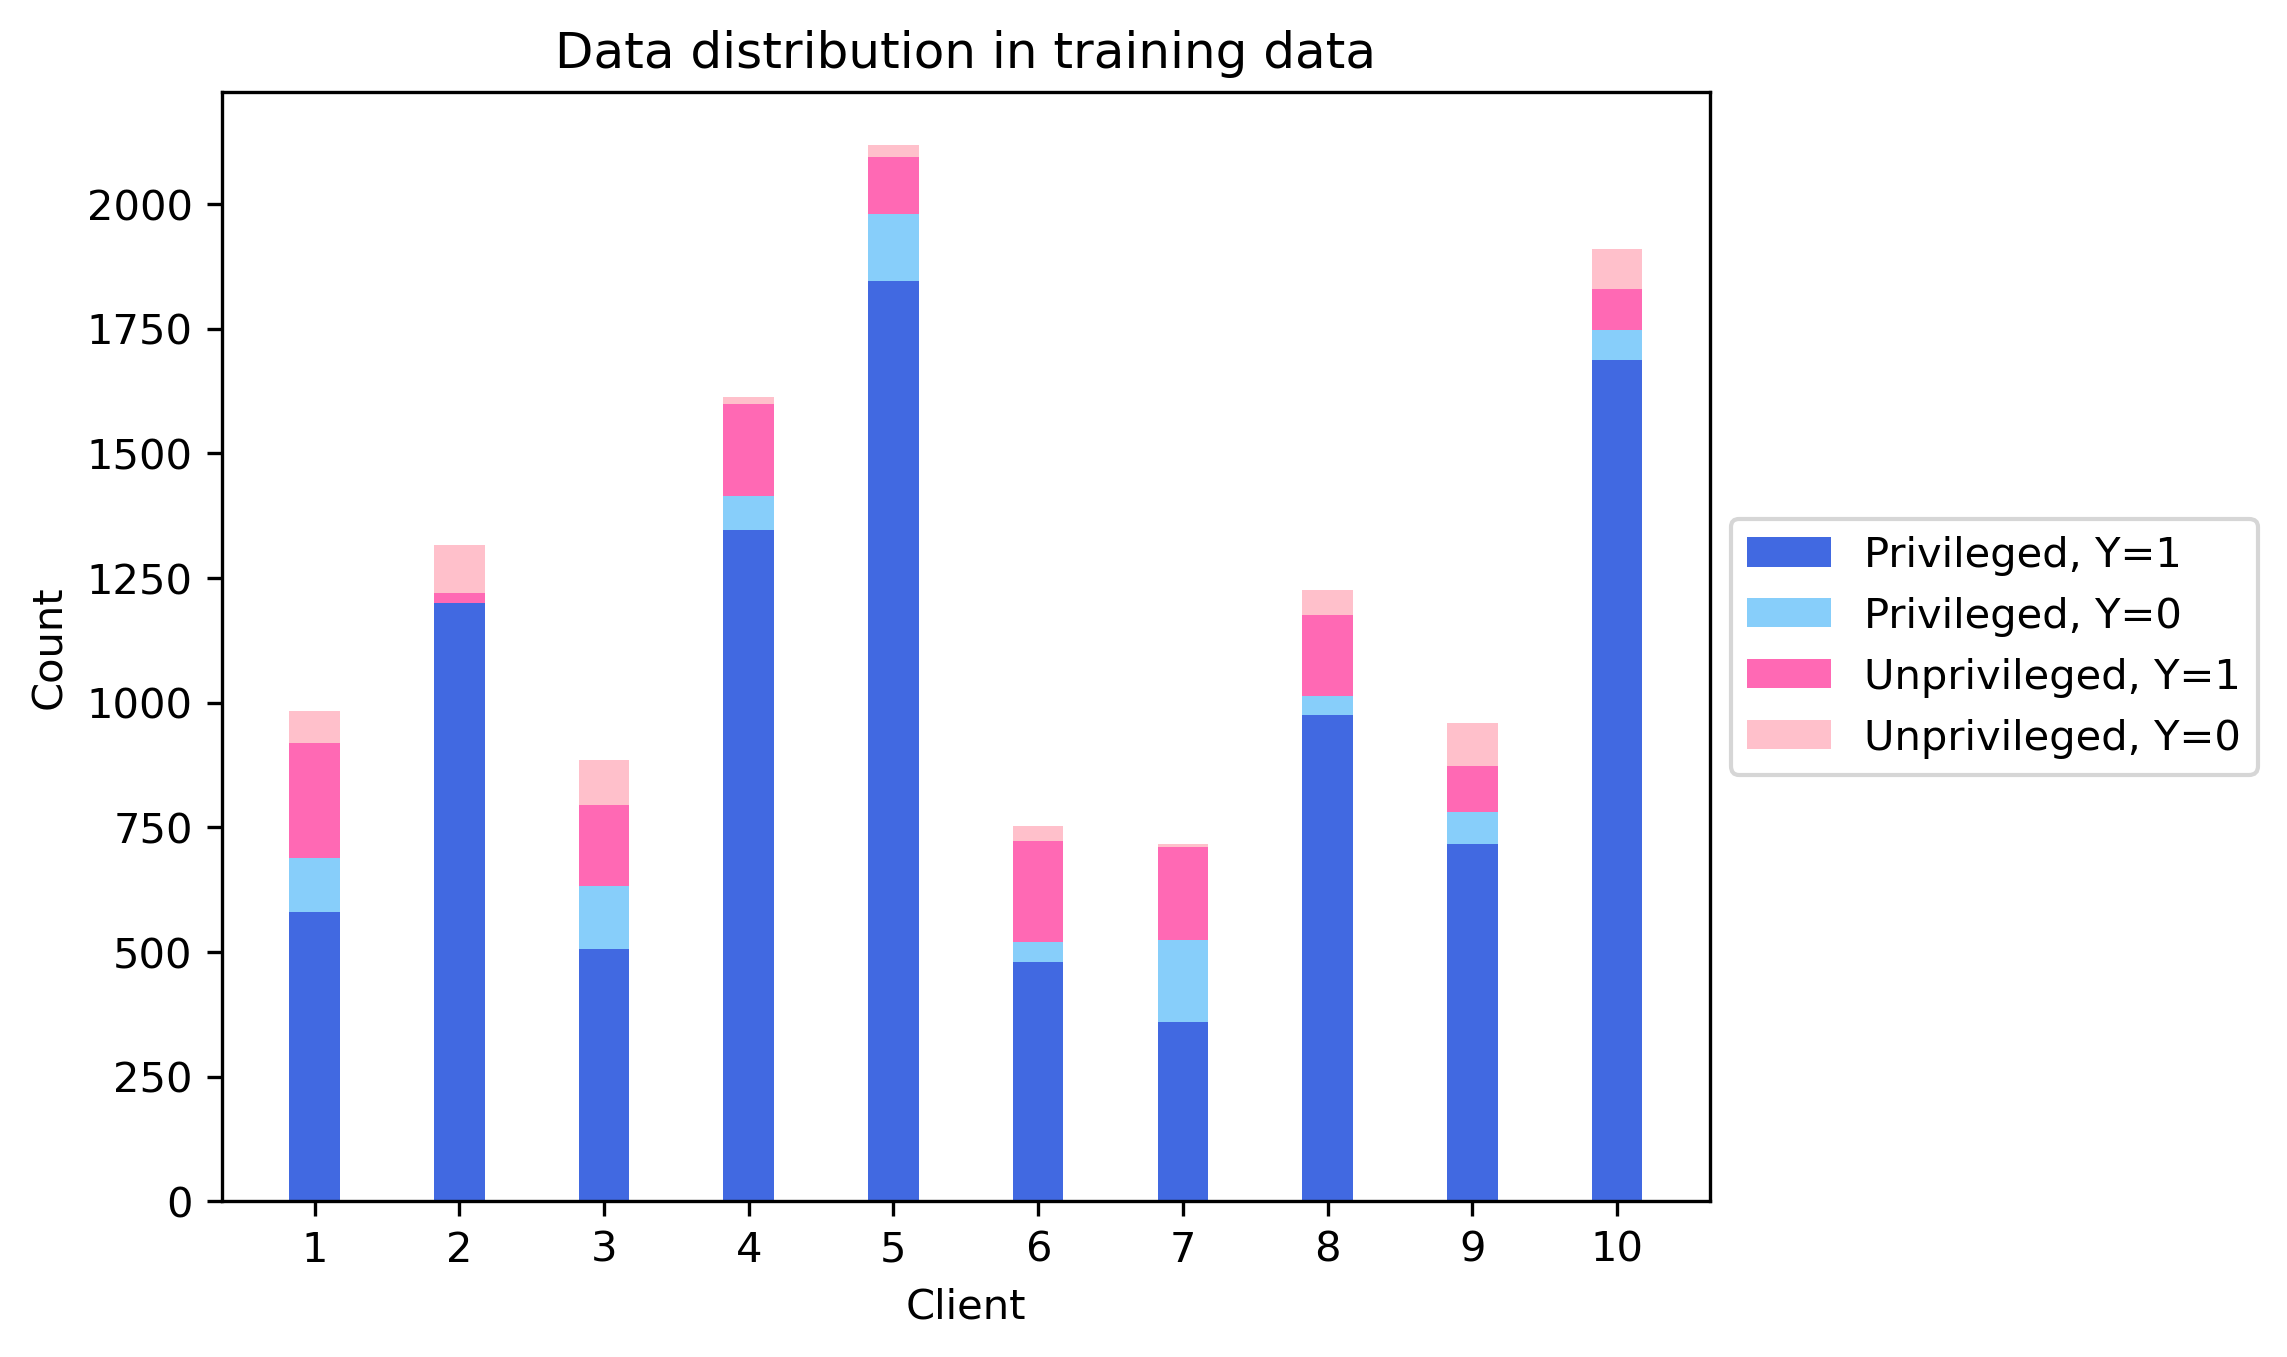 Data distribution in training data
Count
2000
1750
1500
1250
1000
750
500
250
0
1 2 3 4 5 6 7 8 9 10
Client
Privileged, Y=1
Privileged, Y=0
Unprivileged, Y=1
Unprivileged, Y=0